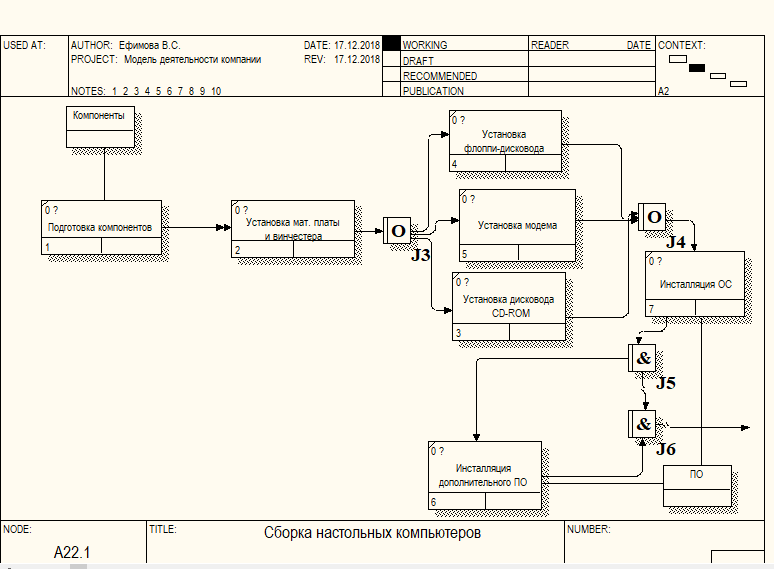 USED AT:
AUTHOR: Ефимова В.С.
DATE: 17.12.2018
WORKING
READER
DATE
CONTEXT:
PROJECT: Модель деятельности компании
REV: 17.12.2018
DRAFT
RECOMMENDED
NOTES: 1 2 3 4 5 6 7 8 9 10
PUBLICATION
A2
Компоненты
0 ?
Установка
флоппи-дисковода
4
0 ?
Подготовка компонентов
1
0 ?
Установка мат. платы
и винчестера
2
O
J3
0 ?
Установка модема
5
O
J4
0 ?
Установка дисковода
CD-ROM
3
0 ?
Инсталляция ОС
7
&
J5
&
J6
0 ?
Инсталляция
дополнительного ПО
6
ПО
NODE:
A22.1
TITLE:
Сборка настольных компьютеров
NUMBER: